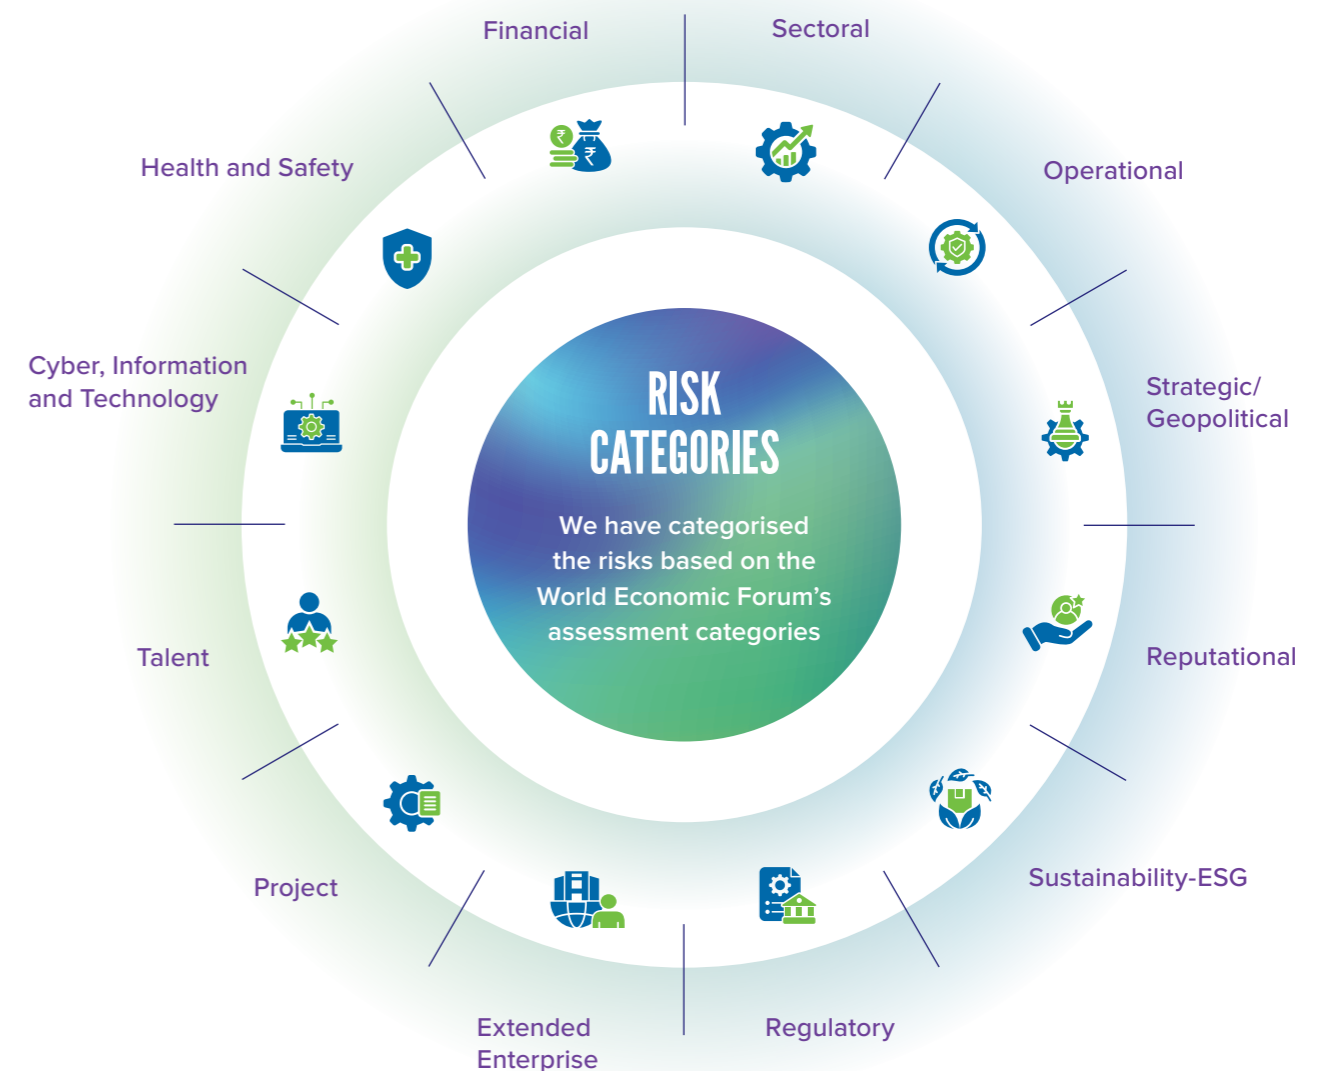 Financial
Sectoral
Health and Safety
Operational
Cyber, Information
and Technology
Strategic/
Geopolitical
RISK
CATEGORIES
We have categorised
the risks based on the
World Economic Forum’s
assessment categories
Talent
Reputational
Project
Sustainability-ESG
Extended
Enterprise
Regulatory
₹
₹